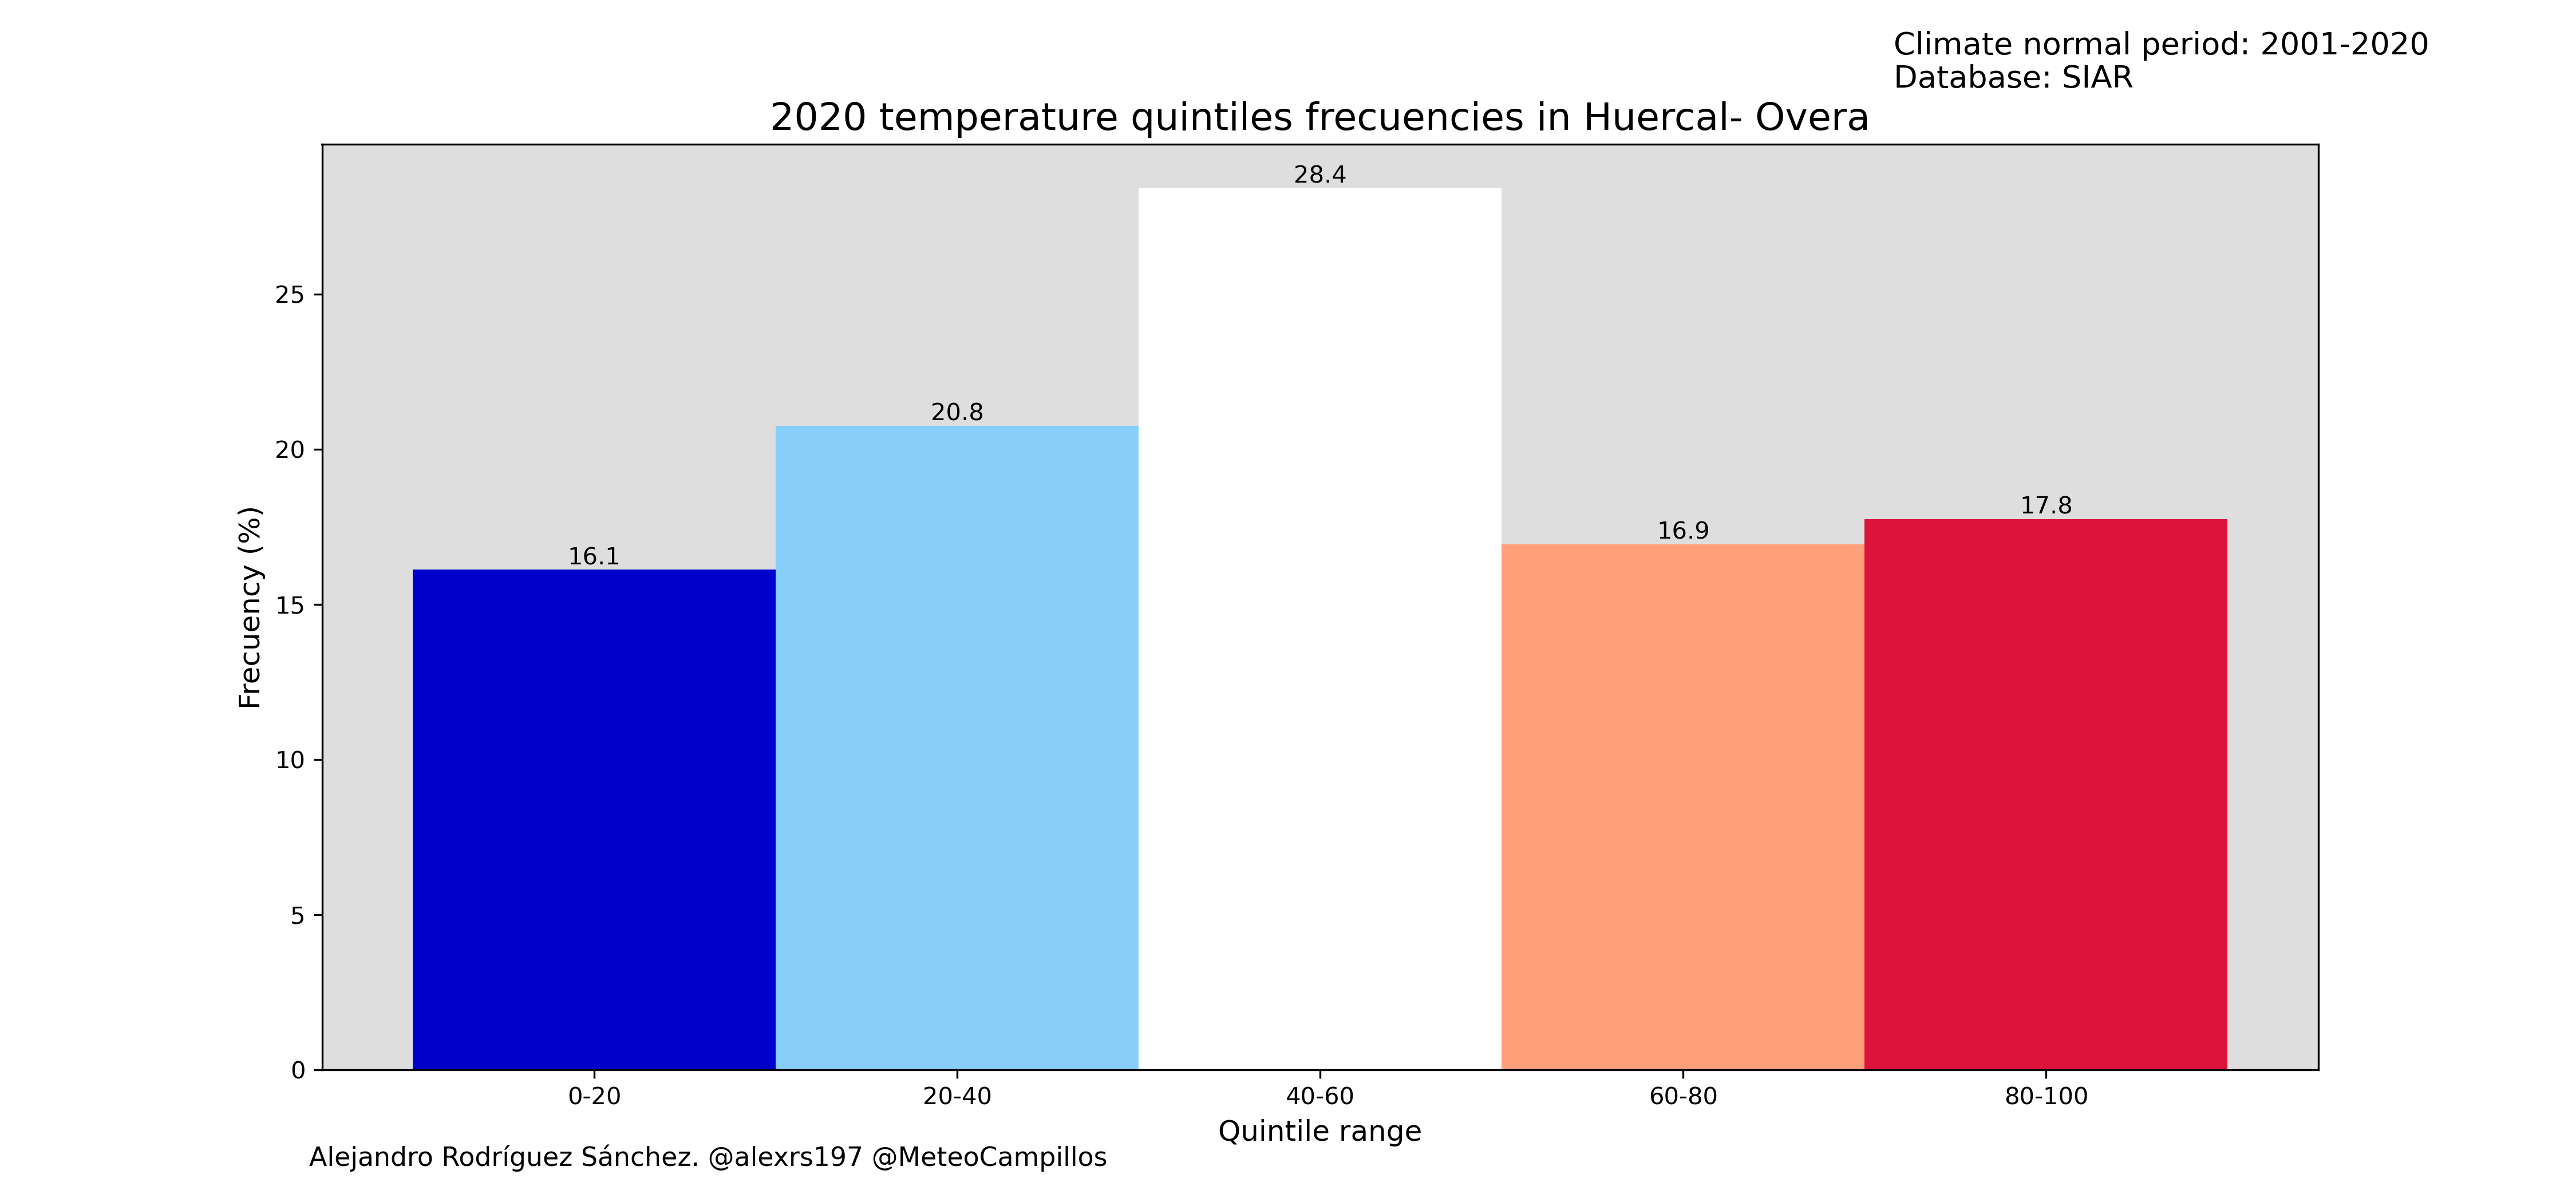 Climate normal period: 2001-2020
Database: SIAR
2020 temperature quintiles frecuencies in Huercal- Overa
28.4
25
20.8
20
17.8
16.9
16.1
15
10
5
0
Frecuency (%)
0-20 20-40 40-60 60-80 80-100
Quintile range
Alejandro Rodríguez Sánchez. @alexrs197 @MeteoCampillos